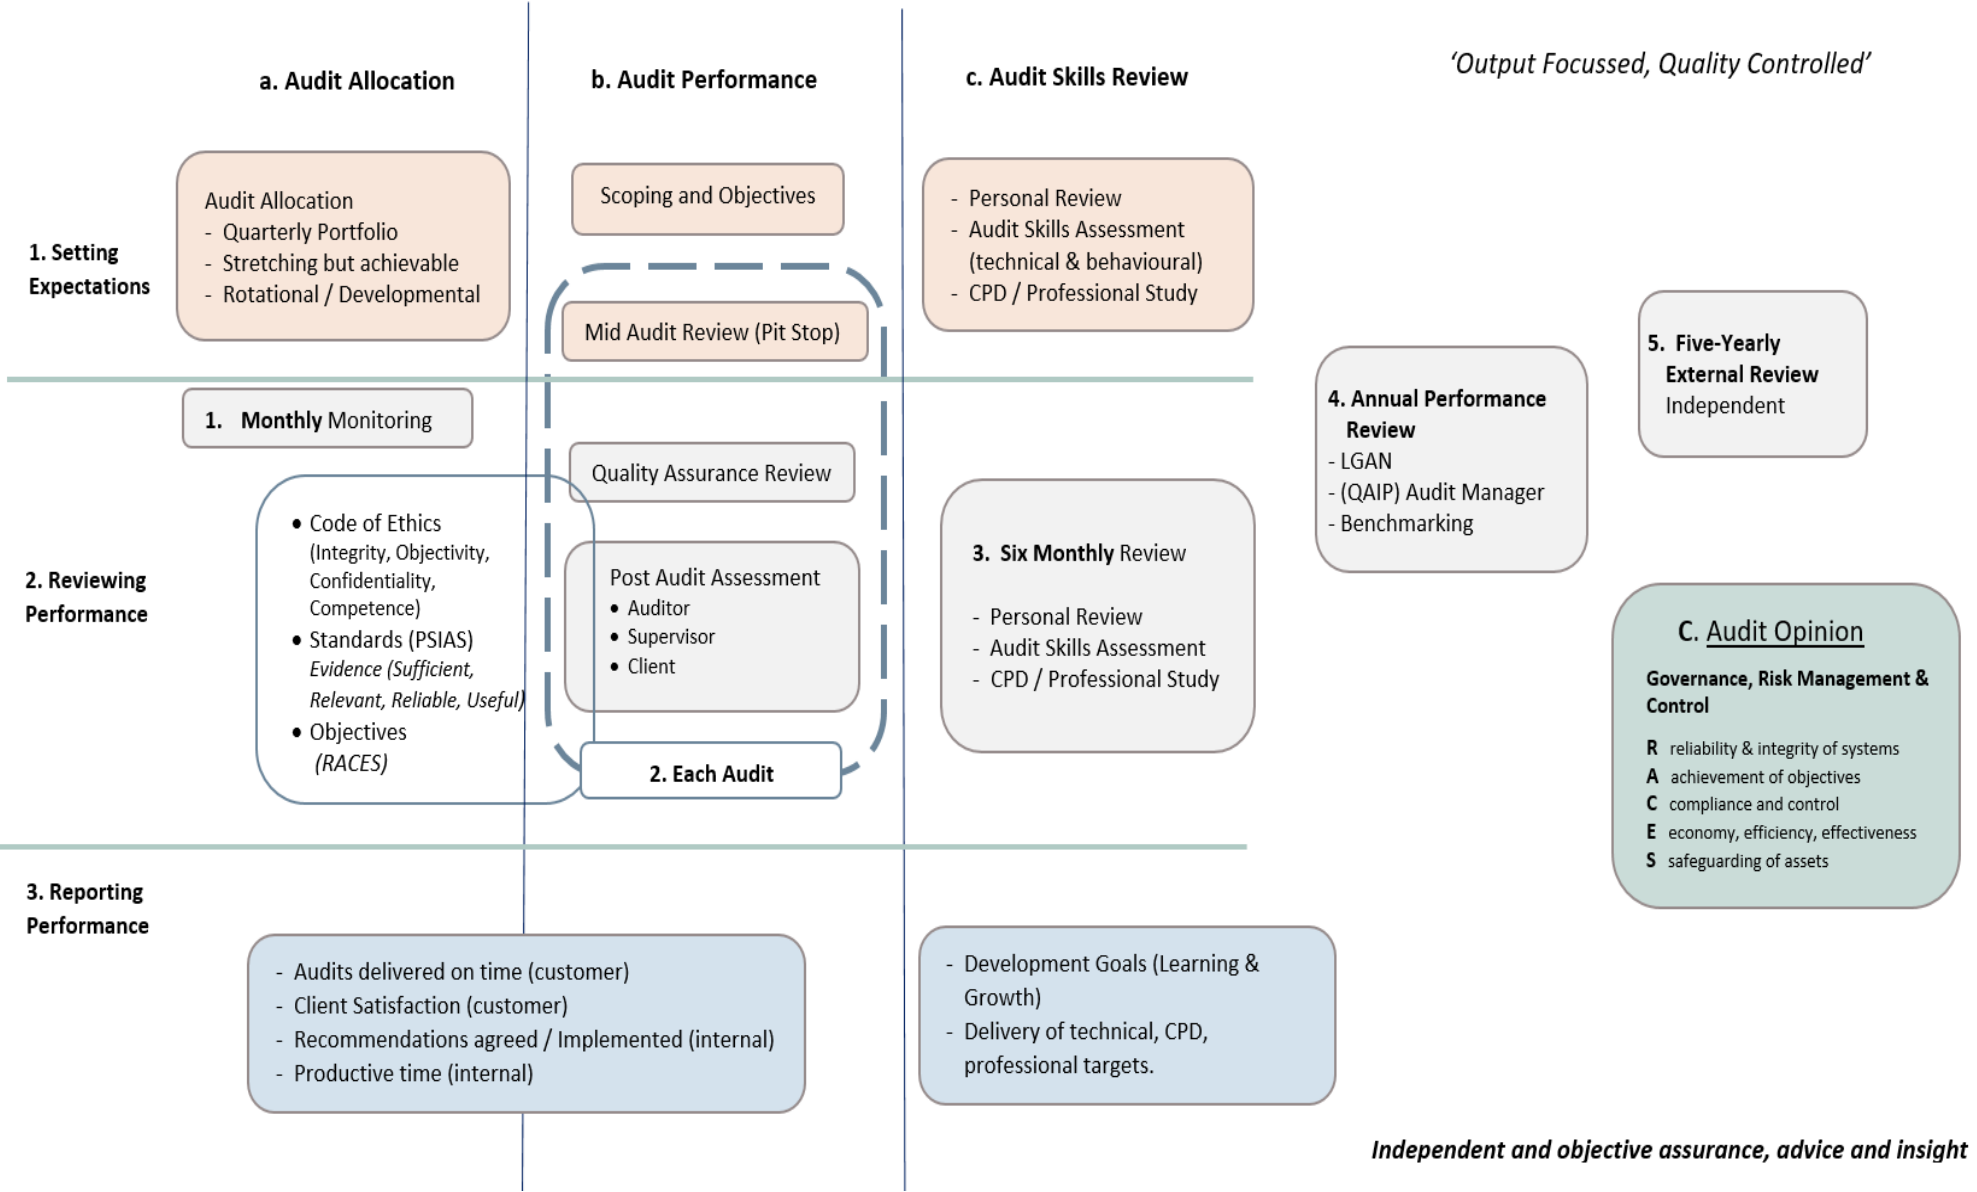 a. Audit Allocation
b. Audit Performance
c. Audit Skills Review
‘Output Focussed, Quality Controlled’
1. Setting
Expectations
Audit Allocation
- Quarterly Portfolio
- Stretching but achievable
- Rotational / Developmental
Scoping and Objectives
Mid Audit Review (Pit Stop)
- Personal Review
- Audit Skills Assessment
(technical & behavioural)
- CPD / Professional Study
2. Reviewing
Performance
1. Monthly Monitoring
• Code of Ethics
(Integrity, Objectivity,
Confidentiality,
Competence)
• Standards (PSIAS)
Evidence (Sufficient,
Relevant, Reliable, Useful)
• Objectives
(RACES)
Quality Assurance Review
Post Audit Assessment
• Auditor
• Supervisor
• Client
2. Each Audit
3. Six Monthly Review
- Personal Review
- Audit Skills Assessment
- CPD / Professional Study
4. Annual Performance
Review
- LGAN
- (QAIP) Audit Manager
- Benchmarking
5. Five-Yearly
External Review
Independent
C. Audit Opinion
Governance, Risk Management &
Control
R reliability & integrity of systems
A achievement of objectives
C compliance and control
E economy, efficiency, effectiveness
S safeguarding of assets
3. Reporting
Performance
- Audits delivered on time (customer)
- Client Satisfaction (customer)
- Recommendations agreed / Implemented (internal)
- Productive time (internal)
- Development Goals (Learning &
Growth)
- Delivery of technical, CPD,
professional targets.
Independent and objective assurance, advice and insight